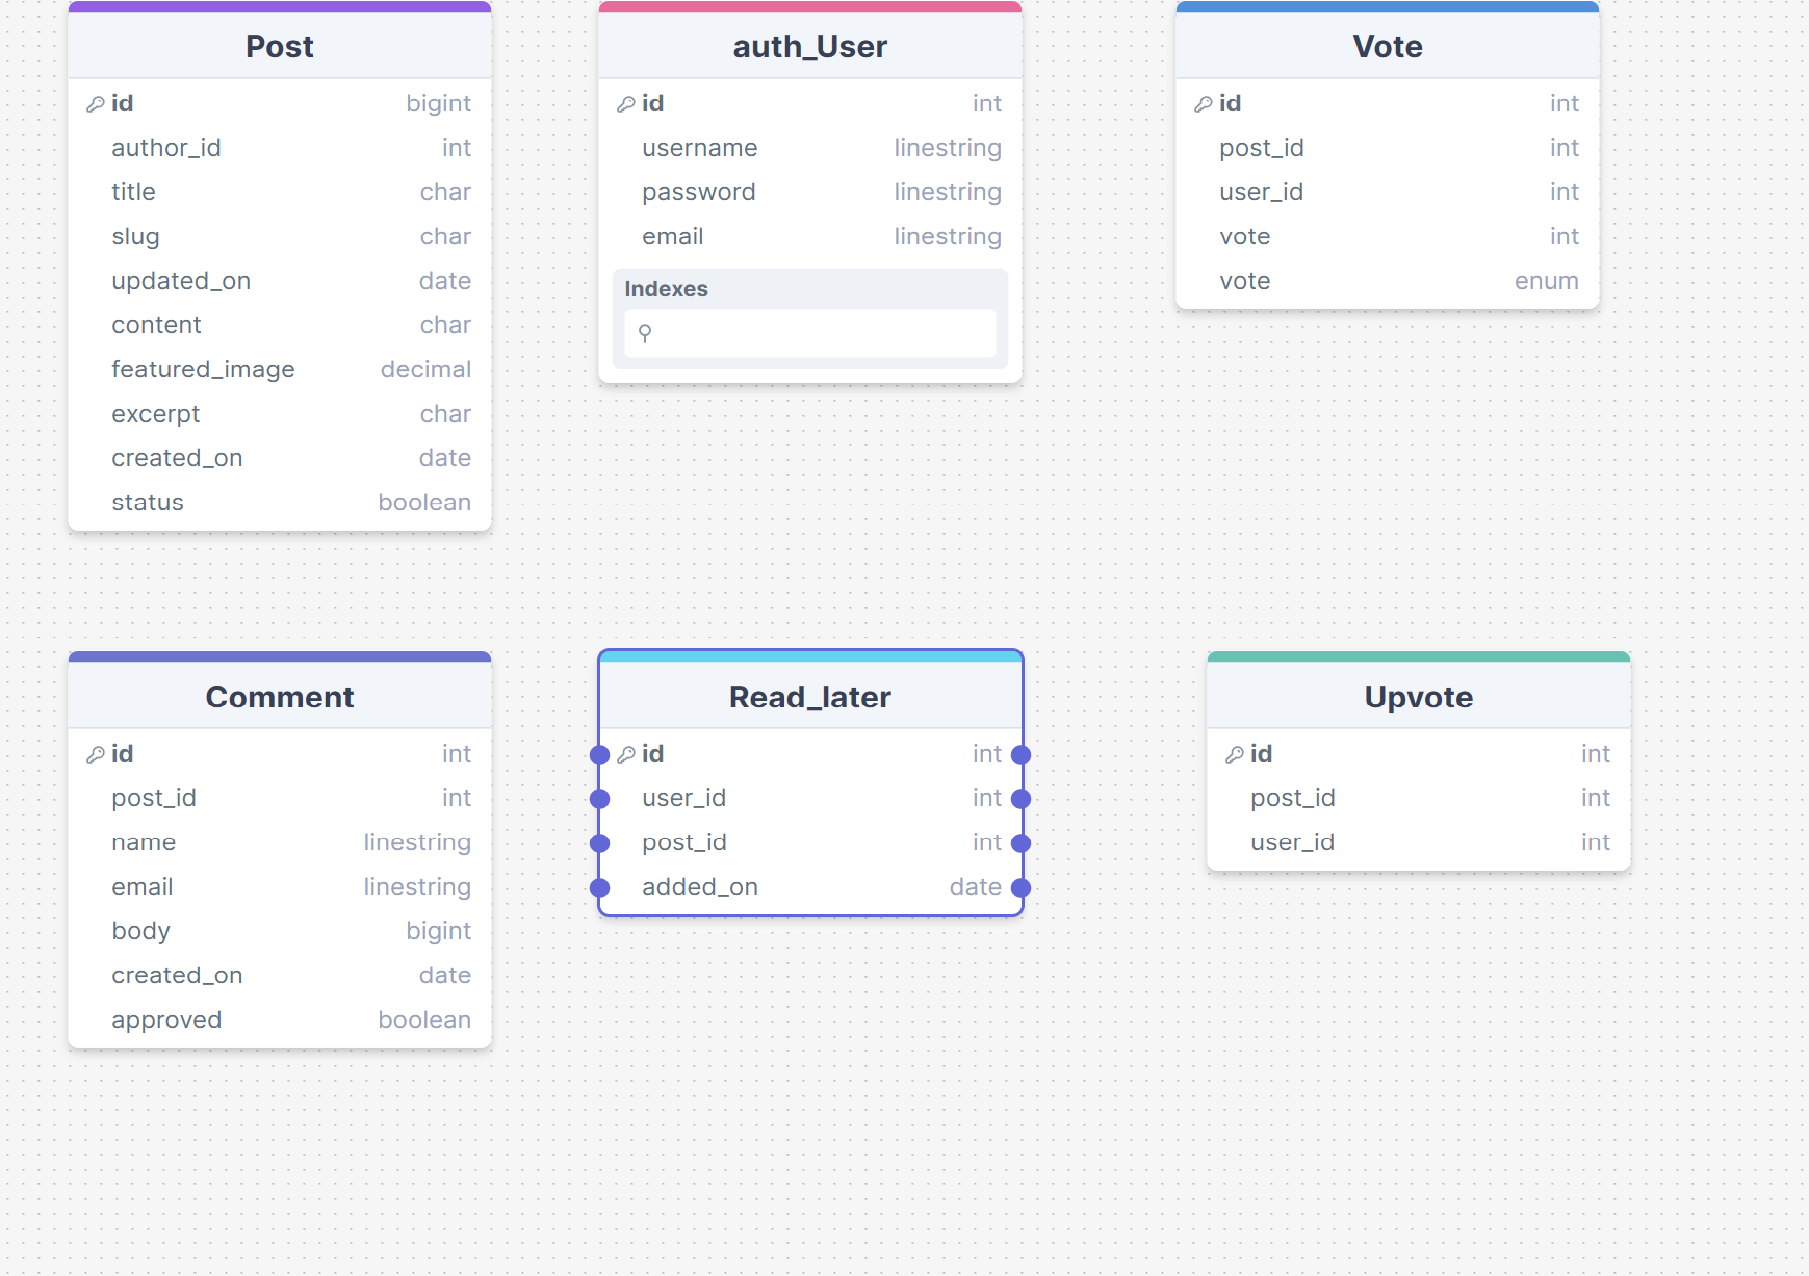 Post
id bigint
author_id int
title char
slug char
updated_on date
content char
featured_image decimal
excerpt char
created_on date
status boolean
auth_User
id int
username linestring
password linestring
email linestring
Indexes
Vote
id int
post_id int
user_id int
vote int
vote enum
Comment
id int
post_id int
name linestring
email linestring
body bigint
created_on date
approved boolean
Read_later
id int
user_id int
post_id int
added_on date
Upvote
id int
post_id int
user_id int